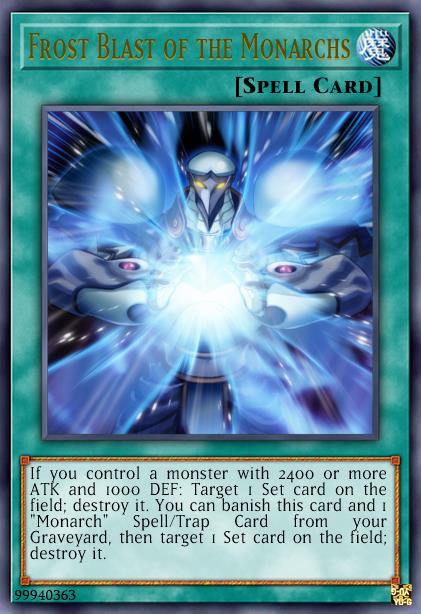 Frost Blast of the Monarchs 魔
[Spell Card]
If you control a monster with 2400 or more
ATK and 1000 DEF: Target 1 Set card on the
field; destroy it. You can banish this card and 1
"Monarch" Spell/Trap Card from your
Graveyard, then target 1 Set card on the field;
destroy it.
99940363